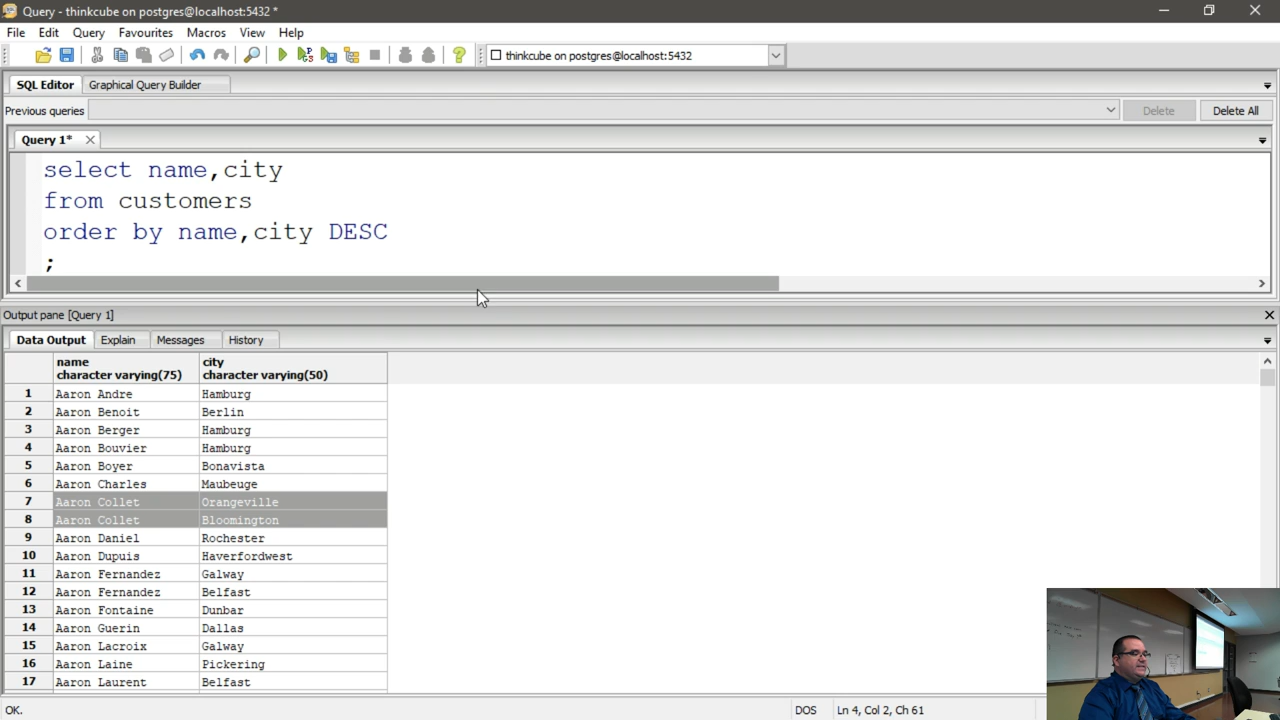 Query - thinkcube on postgres@localhost:5432 *
File Edit Query Favourites Macros View Help
thinkcube on postgres@localhost:5432
SQL Editor Graphical Query Builder
Previous queries Delete Delete All
Query 1*
select name,city
from customers
order by name,city DESC
;
Output pane [Query 1]
Data Output Explain Messages History
name city
character varying(75) character varying(50)
1 Aaron Andre Hamburg
2 Aaron Benoit Berlin
3 Aaron Berger Hamburg
4 Aaron Bouvier Hamburg
5 Aaron Boyer Bonavista
6 Aaron Charles Maubeuge
7 Aaron Collet Orangeville
8 Aaron Collet Bloomington
9 Aaron Daniel Rochester
10 Aaron Dupuis Haverfordwest
11 Aaron Fernandez Galway
12 Aaron Fernandez Belfast
13 Aaron Fontaine Dunbar
14 Aaron Guerin Dallas
15 Aaron Lacroix Galway
16 Aaron Laine Pickering
17 Aaron Laurent Belfast
OK. DOS Ln 4, Col 2, Ch 61